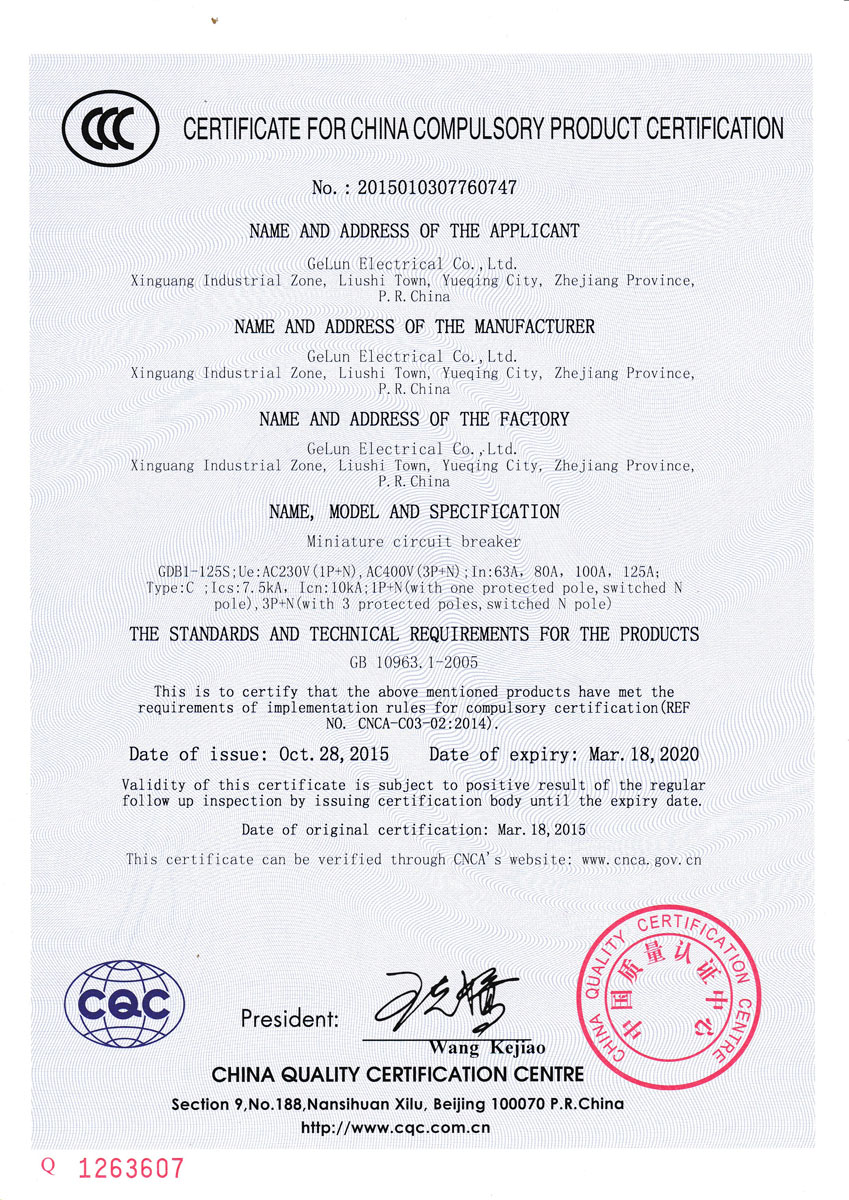 CCC
CERTIFICATE FOR CHINA COMPULSORY PRODUCT CERTIFICATION
No.: 2015010307760747
NAME AND ADDRESS OF THE APPLICANT
GeLun Electrical Co.,Ltd.
Xinguang Industrial Zone, Liushi Town, Yueqing City, Zhejiang Province,
P.R.China
NAME AND ADDRESS OF THE MANUFACTURER
GeLun Electrical Co.,Ltd.
Xinguang Industrial Zone, Liushi Town, Yueqing City, Zhejiang Province,
P.R.China
NAME AND ADDRESS OF THE FACTORY
GeLun Electrical Co.,Ltd.
Xinguang Industrial Zone, Liushi Town, Yueqing City, Zhejiang Province,
P.R.China
NAME, MODEL AND SPECIFICATION
Miniature circuit breaker
GDB1-125S;Ue:AC230V(1P+N),AC400V(3P+N);In:63A, 80A, 100A, 125A;
Type:C ;Ics:7.5kA, Icn:10kA;1P+N(with one protected pole,switched N
pole),3P+N(with 3 protected poles,switched N pole)
THE STANDARDS AND TECHNICAL REQUIREMENTS FOR THE PRODUCTS
GB 10963.1-2005
This is to certify that the above mentioned products have met the
requirements of implementation rules for compulsory certification(REF
NO. CNCA-C03-02:2014).
Date of issue: Oct.28,2015 Date of expiry: Mar.18,2020
Validity of this certificate is subject to positive result of the regular
follow up inspection by issuing certification body until the expiry date.
Date of original certification: Mar.18,2015
This certificate can be verified through CNCA's website: www.cnca.gov.cn
CQC
President:
王克娇
Wang Kejiao
CHINA QUALITY CERTIFICATION CENTRE
中国质量认证中心
CHINA QUALITY CERTIFICATION CENTRE
Section 9,No.188,Nansihuan Xilu, Beijing 100070 P.R.China
http://www.cqc.com.cn
Q 1263607